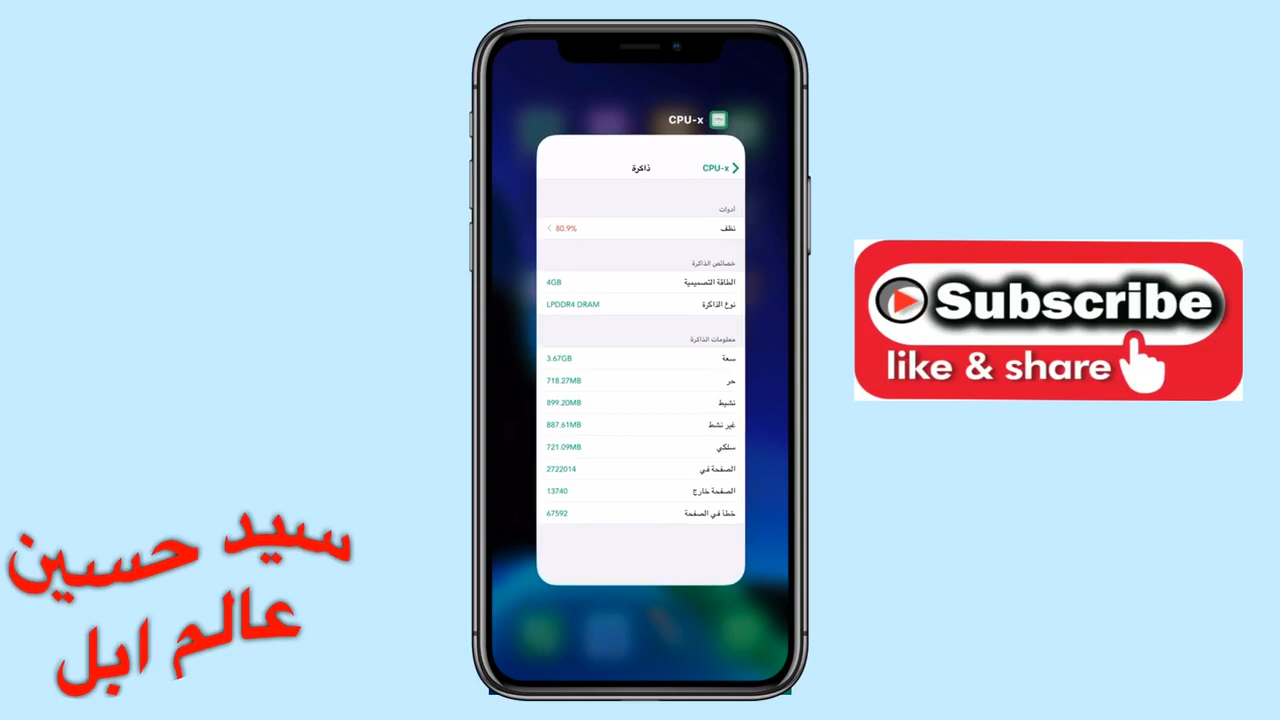 CPU-x
CPU-x
ذاكرة
أدوات
نظف 80.9%
خصائص الذاكرة
الطاقة التصميمية 4GB
نوع الذاكرة LPDDR4 DRAM
معلومات الذاكرة
سعة 3.67GB
حر 718.27MB
نشيط 899.20MB
غير نشط 887.61MB
سلكي 721.09MB
الصفحة في 2722014
الصفحة خارج 13740
خطأ في الصفحة 67592
Subscribe
like & share
سيد حسين
عالم ابل